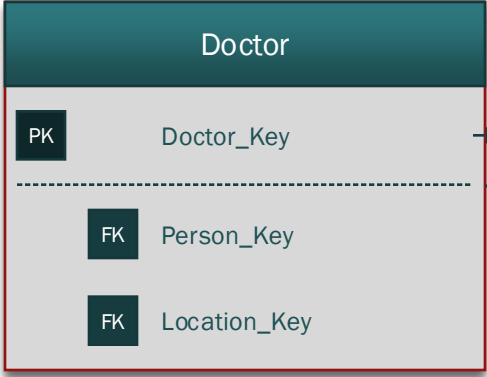 Doctor
PK Doctor_Key
FK Person_Key
FK Location_Key